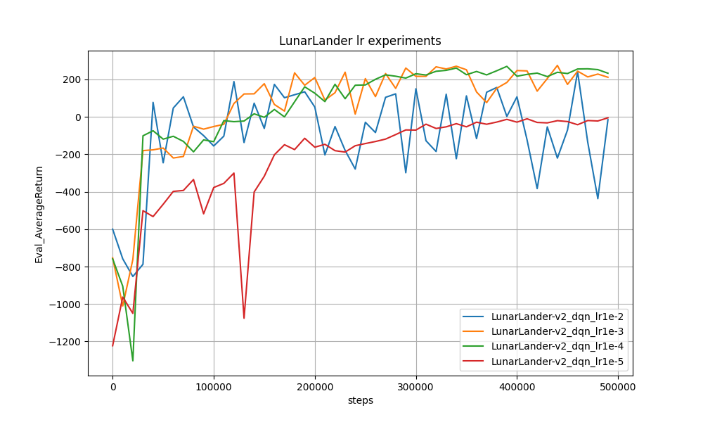 LunarLander lr experiments
Eval_AverageReturn
200
0
−200
−400
−600
−800
−1000
−1200
0
100000
200000
300000
400000
500000
steps
LunarLander-v2_dqn_lr1e-2
LunarLander-v2_dqn_lr1e-3
LunarLander-v2_dqn_lr1e-4
LunarLander-v2_dqn_lr1e-5